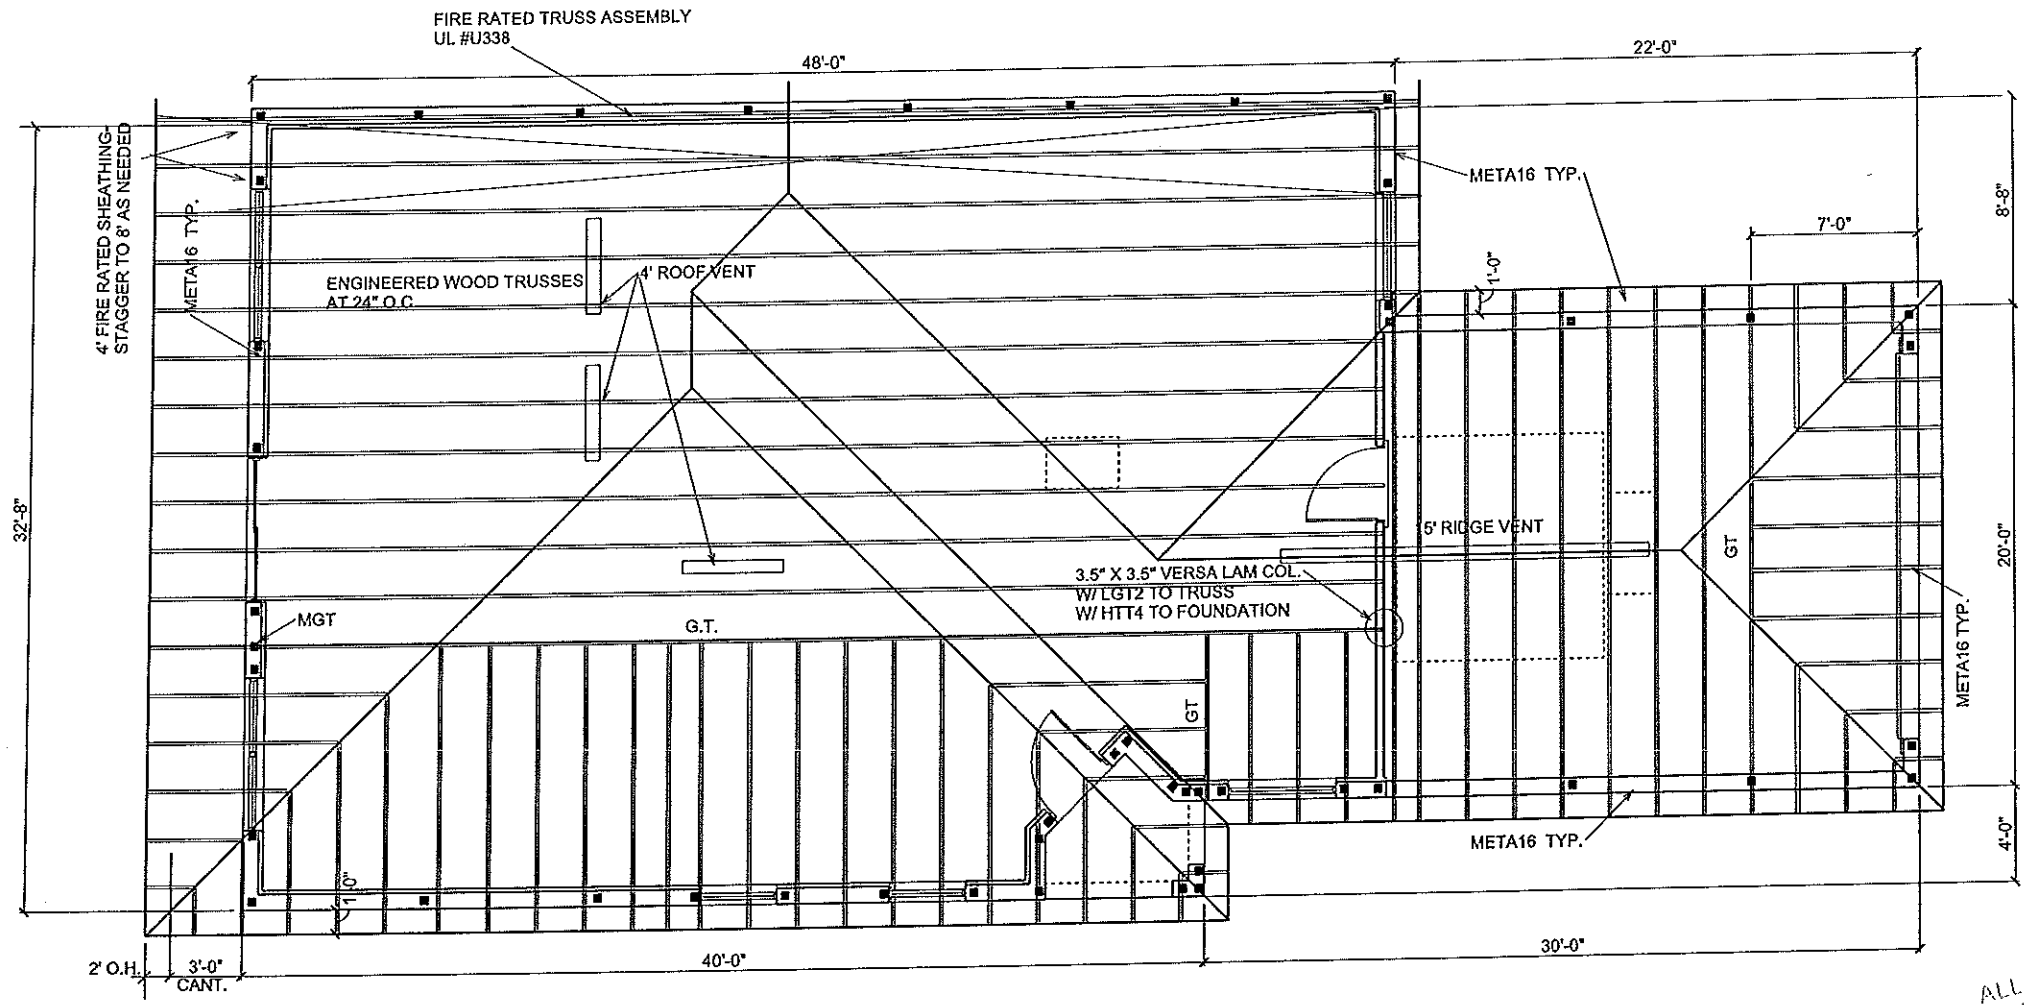 FIRE RATED TRUSS ASSEMBLY
UL #U338
48'-0"
22'-0"
4' FIRE RATED SHEATHING-
STAGGER TO 8' AS NEEDED
META16 TYP.
META16 TYP.
8'-8"
7'-0"
1'-0"
ENGINEERED WOOD TRUSSES
AT 24" O.C
4' ROOF VENT
32'-8"
5' RIDGE VENT
GT
20'-0"
3.5" X 3.5" VERSA LAM COL.
W/ LGT2 TO TRUSS
W/ HTT4 TO FOUNDATION
MGT
G.T.
META16 TYP.
GT
META16 TYP.
4'-0"
1'-0"
2' O.H.
3'-0"
CANT.
40'-0"
30'-0"
ALL